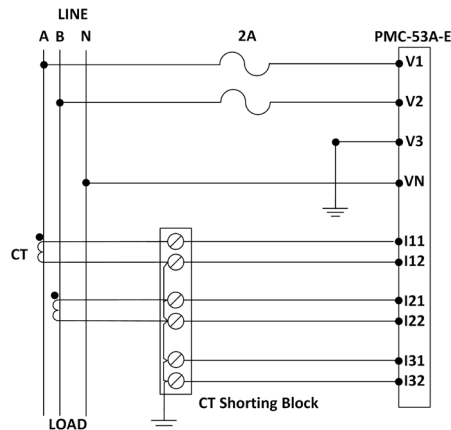 LINE
A B N
2A
PMC-53A-E
V1
V2
V3
VN
I11
CT
I12
I21
I22
I31
I32
CT Shorting Block
LOAD